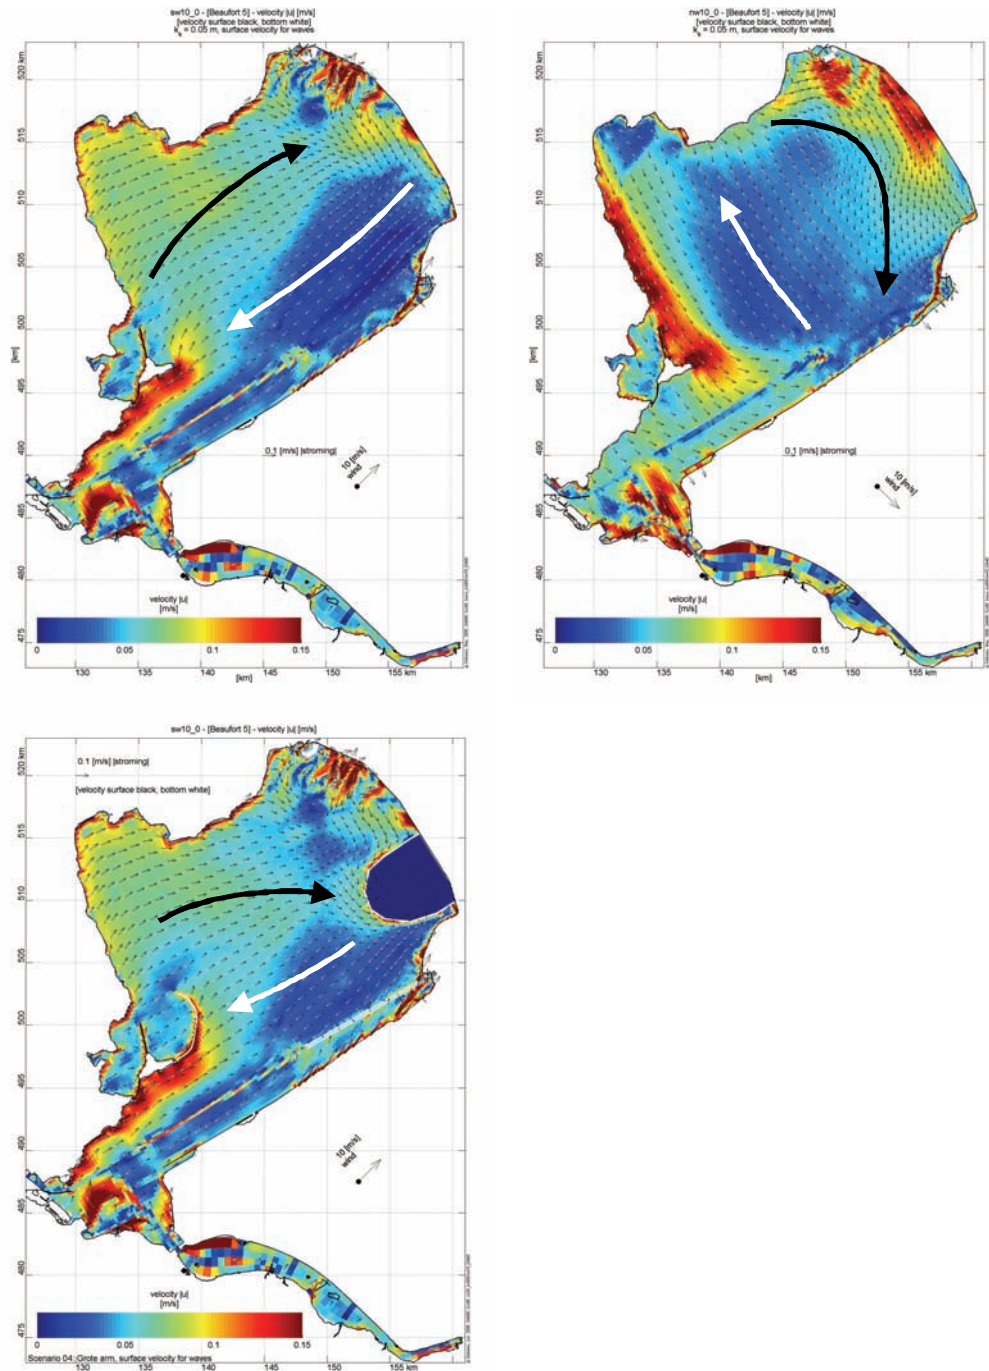 sw10_0 - [Beaufort 5] - velocity |u| [m/s]
[velocity surface black, bottom white]
k_s = 0.05 m, surface velocity for waves
520 km
515
510
505
500
[km]
495
490
485
480
475
0.1 [m/s] |stroming|
10 [m/s]
wind
velocity |u|
[m/s]
0 0.05 0.1 0.15
130 135 140 145 150 155 km
[km]
nw10_0 - [Beaufort 5] - velocity |u| [m/s]
[velocity surface black, bottom white]
k_s = 0.05 m, surface velocity for waves
520 km
515
510
505
500
[km]
495
490
485
480
475
0.1 [m/s] |stroming|
10 [m/s]
wind
velocity |u|
[m/s]
0 0.05 0.1 0.15
130 135 140 145 150 155 km
[km]
sw10_0 - [Beaufort 5] - velocity |u| [m/s]
0.1 [m/s] |stroming|
[velocity surface black, bottom white]
520 km
515
510
505
500
495
490
485
480
475
10 [m/s]
wind
velocity |u|
[m/s]
0 0.05 0.1 0.15
Scenario 04: Grote arm, surface velocity for waves
130 135 140 145 150 155 km